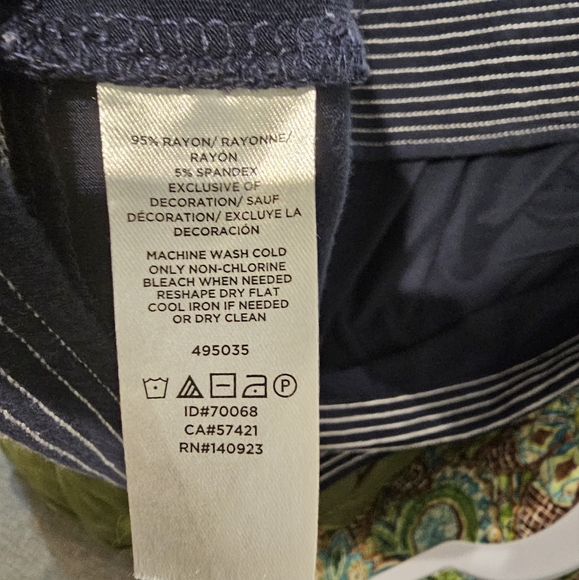 95% RAYON/ RAYONNE/
RAYON
5% SPANDEX
EXCLUSIVE OF
DECORATION/ SAUF
DÉCORATION/ EXCLUYE LA
DECORACIÓN
MACHINE WASH COLD
ONLY NON-CHLORINE
BLEACH WHEN NEEDED
RESHAPE DRY FLAT
COOL IRON IF NEEDED
OR DRY CLEAN
495035
P
ID#70068
CA#57421
RN#140923